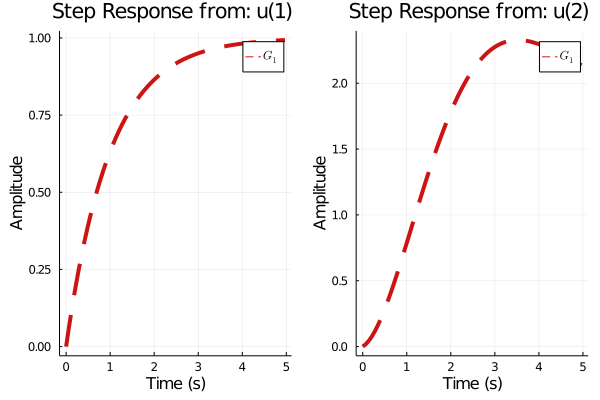 Step Response from: u(1)
Amplitude
1.00
0.75
0.50
0.25
0.00
G₁
0 1 2 3 4 5
Time (s)
Step Response from: u(2)
Amplitude
2.0
1.5
1.0
0.5
0.0
G₁
0 1 2 3 4 5
Time (s)